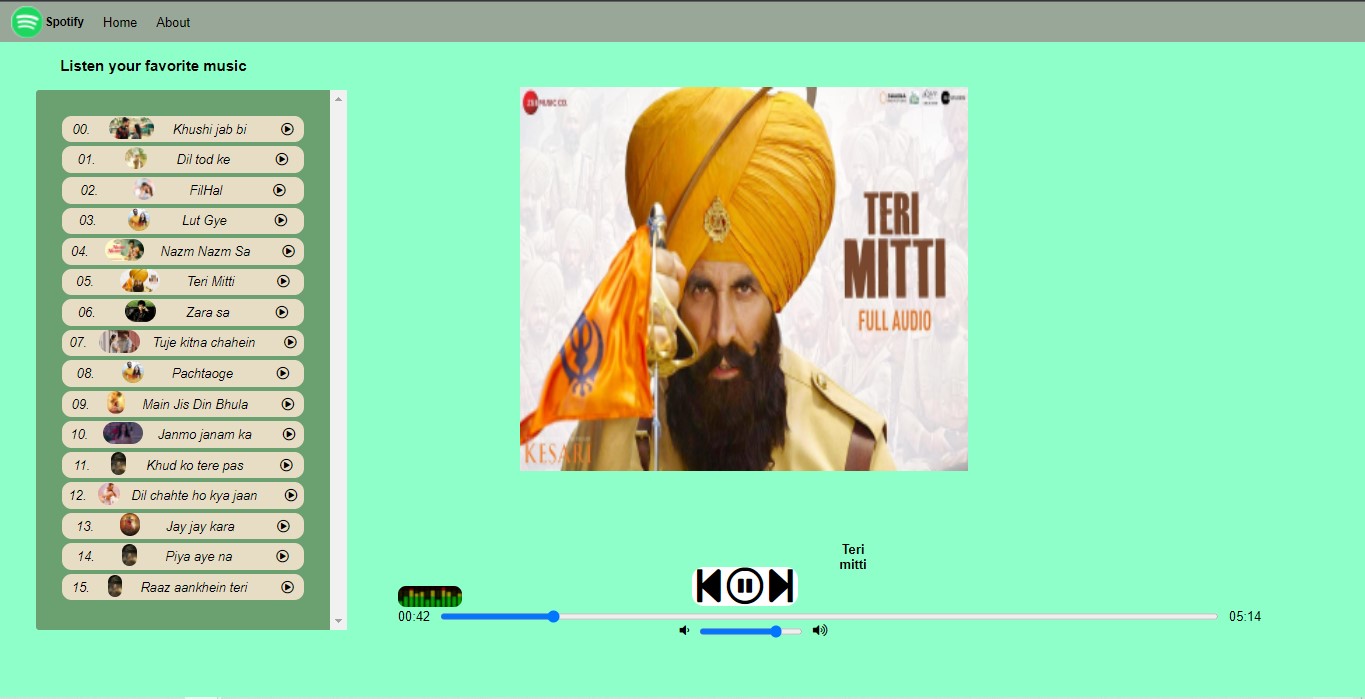 Spotify Home About
Listen your favorite music
00. Khushi jab bi
01. Dil tod ke
02. FilHal
03. Lut Gye
04. Nazm Nazm Sa
05. Teri Mitti
06. Zara sa
07. Tuje kitna chahein
08. Pachtaoge
09. Main Jis Din Bhula
10. Janmo janam ka
11. Khud ko tere pas
12. Dil chahte ho kya jaan
13. Jay jay kara
14. Piya aye na
15. Raaz aankhein teri
MUSIC CO.
TERI
MITTI
FULL AUDIO
KESARI
Teri
mitti
00:42
05:14